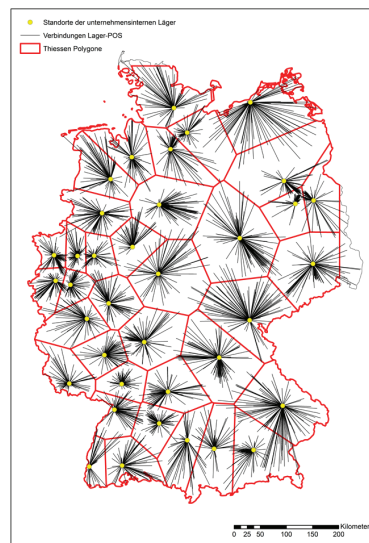 Standorte der unternehmensinternen Läger
Verbindungen Lager-POS
Thiessen Polygone
Kilometer
0 25 50 100 150 200